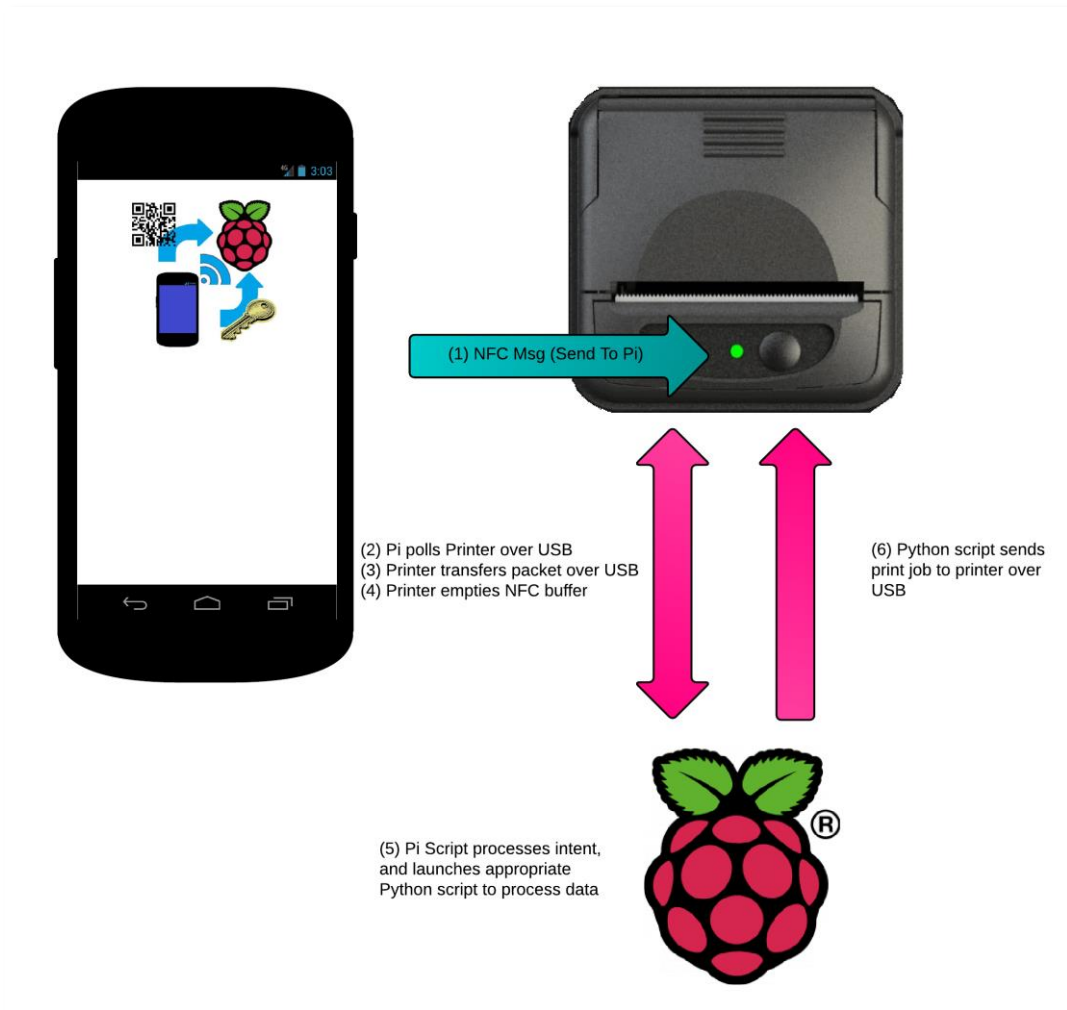 4G 3:03
(1) NFC Msg (Send To Pi)
(2) Pi polls Printer over USB
(3) Printer transfers packet over USB
(4) Printer empties NFC buffer
(6) Python script sends
print job to printer over
USB
(5) Pi Script processes intent,
and launches appropriate
Python script to process data
®